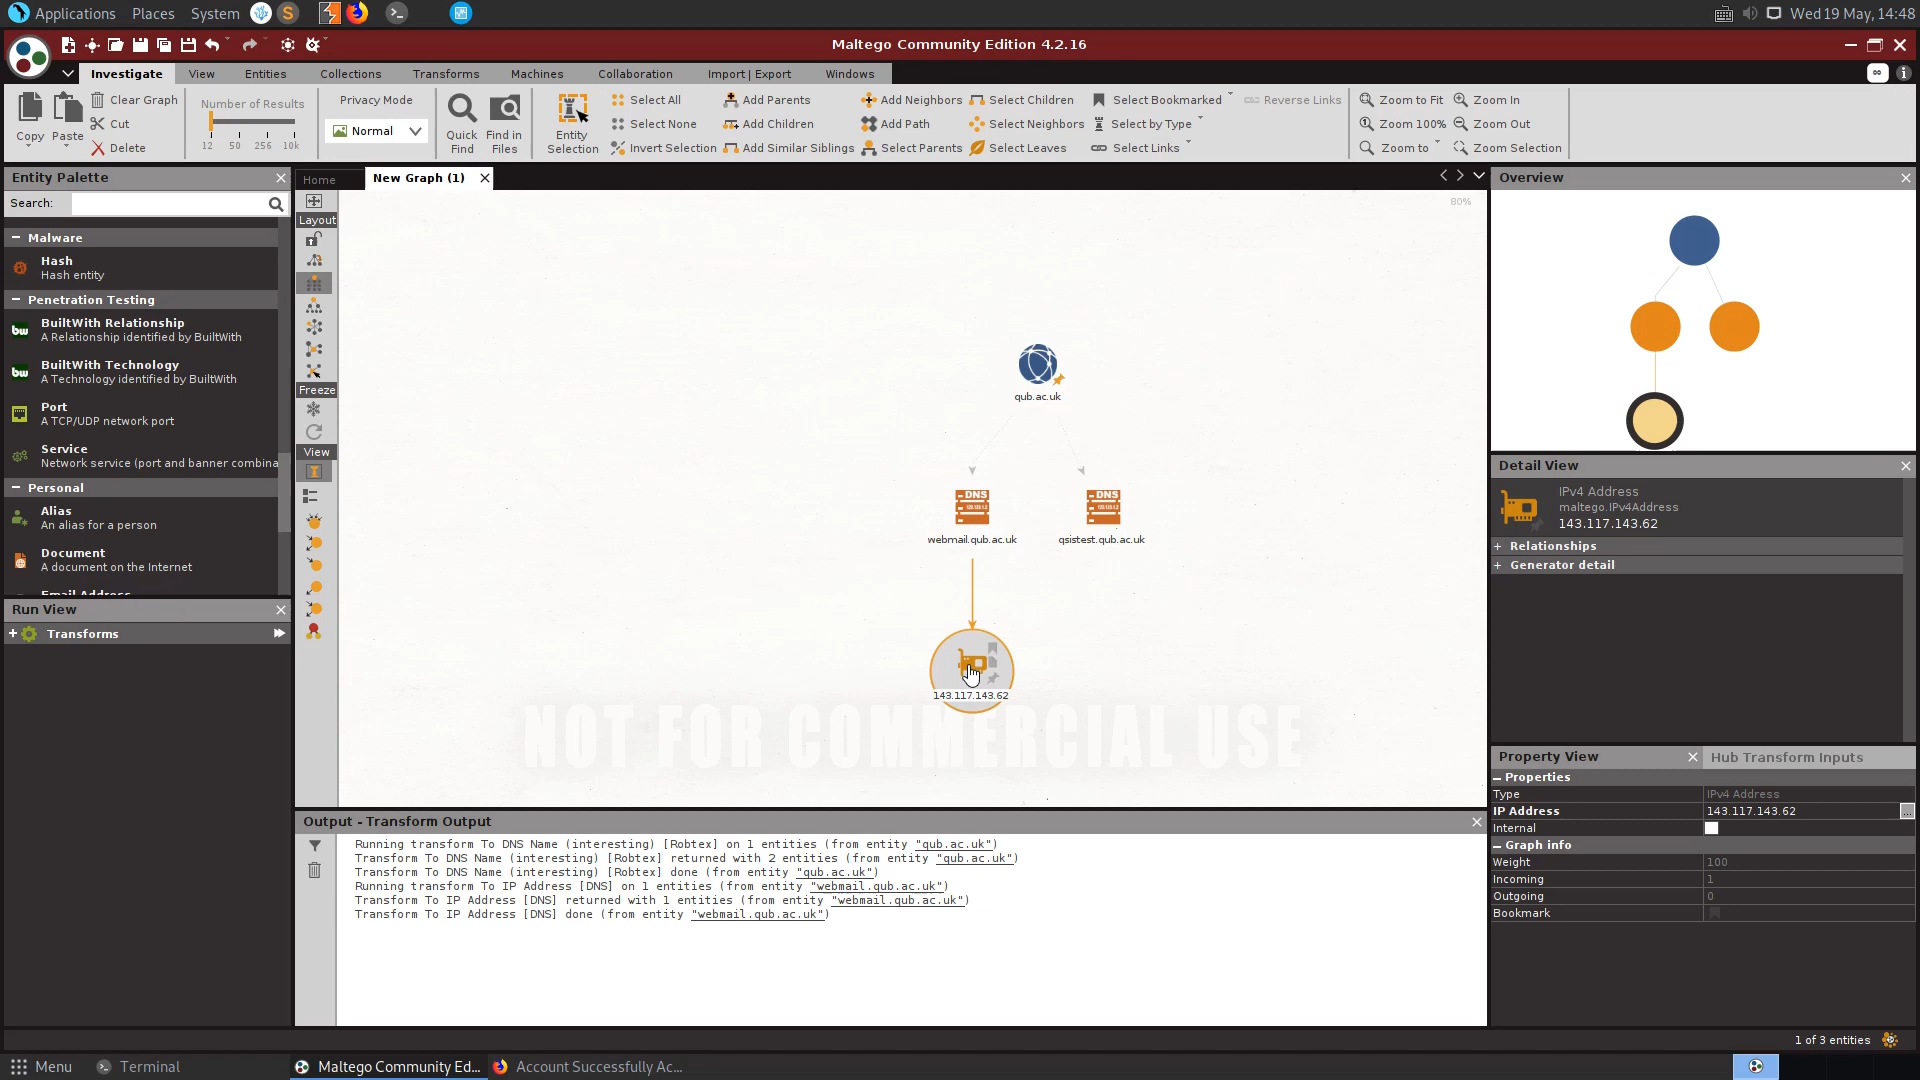 Applications Places System Wed 19 May, 14:48
Maltego Community Edition 4.2.16
Investigate View Entities Collections Transforms Machines Collaboration Import | Export Windows
Copy
Paste
Clear Graph
Cut
Delete
Number of Results
12 50 256 10k
Privacy Mode
Normal
Quick Find
Find in Files
Entity Selection
Select All
Select None
Invert Selection
Add Parents
Add Children
Add Similar Siblings
Add Neighbors
Add Path
Select Parents
Select Children
Select Neighbors
Select Leaves
Select Bookmarked
Select by Type
Select Links
Reverse Links
Zoom to Fit
Zoom 100%
Zoom to
Zoom In
Zoom Out
Zoom Selection
Entity Palette
Search:
Malware
Hash
Hash entity
Penetration Testing
BuiltWith Relationship
A Relationship identified by BuiltWith
BuiltWith Technology
A Technology identified by BuiltWith
Port
A TCP/UDP network port
Service
Network service (port and banner combina
Personal
Alias
An alias for a person
Document
A document on the Internet
Email Address
Run View
Transforms
Home New Graph (1)
Layout
Freeze
View
80%
qub.ac.uk
DNS
DNS
webmail.qub.ac.uk
qsistest.qub.ac.uk
143.117.143.62
NOT FOR COMMERCIAL USE
Output - Transform Output
Running transform To DNS Name (interesting) [Robtex] on 1 entities (from entity "qub.ac.uk")
Transform To DNS Name (interesting) [Robtex] returned with 2 entities (from entity "qub.ac.uk")
Transform To DNS Name (interesting) [Robtex] done (from entity "qub.ac.uk")
Running transform To IP Address [DNS] on 1 entities (from entity "webmail.qub.ac.uk")
Transform To IP Address [DNS] returned with 1 entities (from entity "webmail.qub.ac.uk")
Transform To IP Address [DNS] done (from entity "webmail.qub.ac.uk")
Overview
Detail View
IPv4 Address
maltego.IPv4Address
143.117.143.62
+ Relationships
+ Generator detail
Property View Hub Transform Inputs
Properties
Type IPv4 Address
IP Address 143.117.143.62
Internal
Graph info
Weight 100
Incoming 1
Outgoing 0
Bookmark
1 of 3 entities
Menu Terminal Maltego Community Ed... Account Successfully Ac...